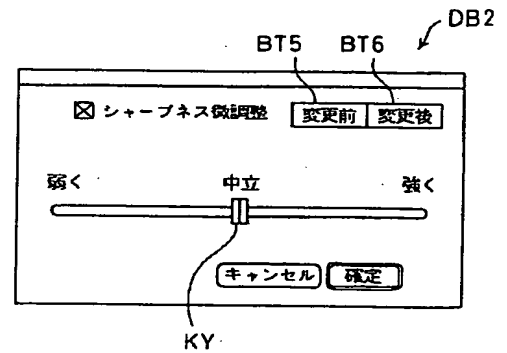 DB2
BT5 BT6
シャープネス微調整 変更前 変更後
弱く 中立 強く
キャンセル 確定
KY